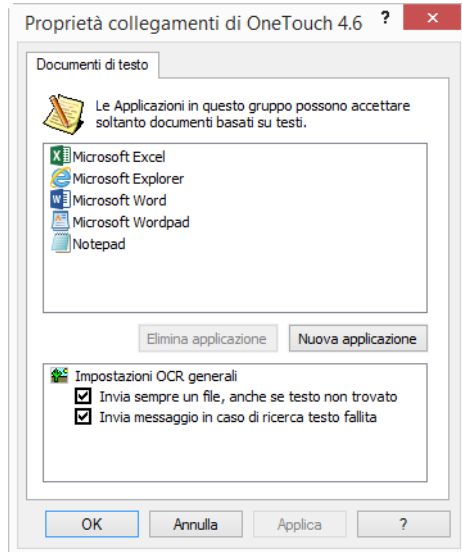 Proprietà collegamenti di OneTouch 4.6 ? ×
Documenti di testo
Le Applicazioni in questo gruppo possono accettare
soltanto documenti basati su testi.
Microsoft Excel
Microsoft Explorer
Microsoft Word
Microsoft Wordpad
Notepad
Elimina applicazione Nuova applicazione
Impostazioni OCR generali
Invia sempre un file, anche se testo non trovato
Invia messaggio in caso di ricerca testo fallita
OK Annulla Applica ?